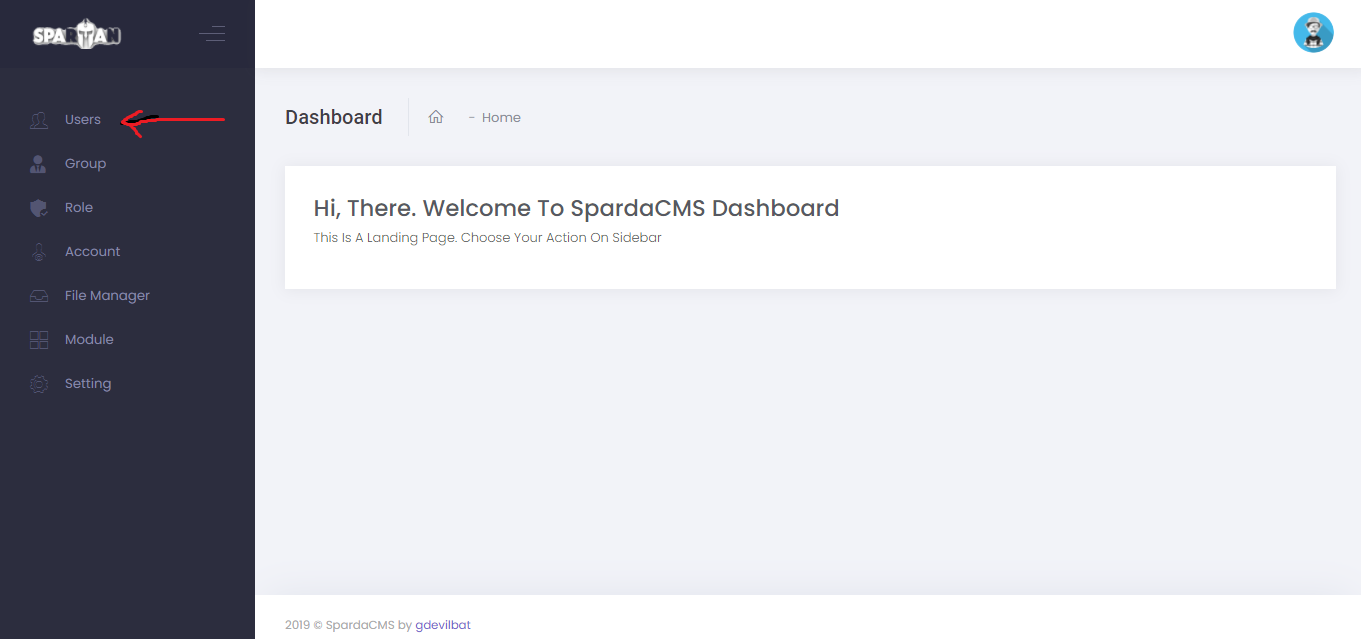 SPARTAN
Users
Group
Role
Account
File Manager
Module
Setting
Dashboard
- Home
Hi, There. Welcome To SpardaCMS Dashboard
This Is A Landing Page. Choose Your Action On Sidebar
2019 © SpardaCMS by gdevilbat